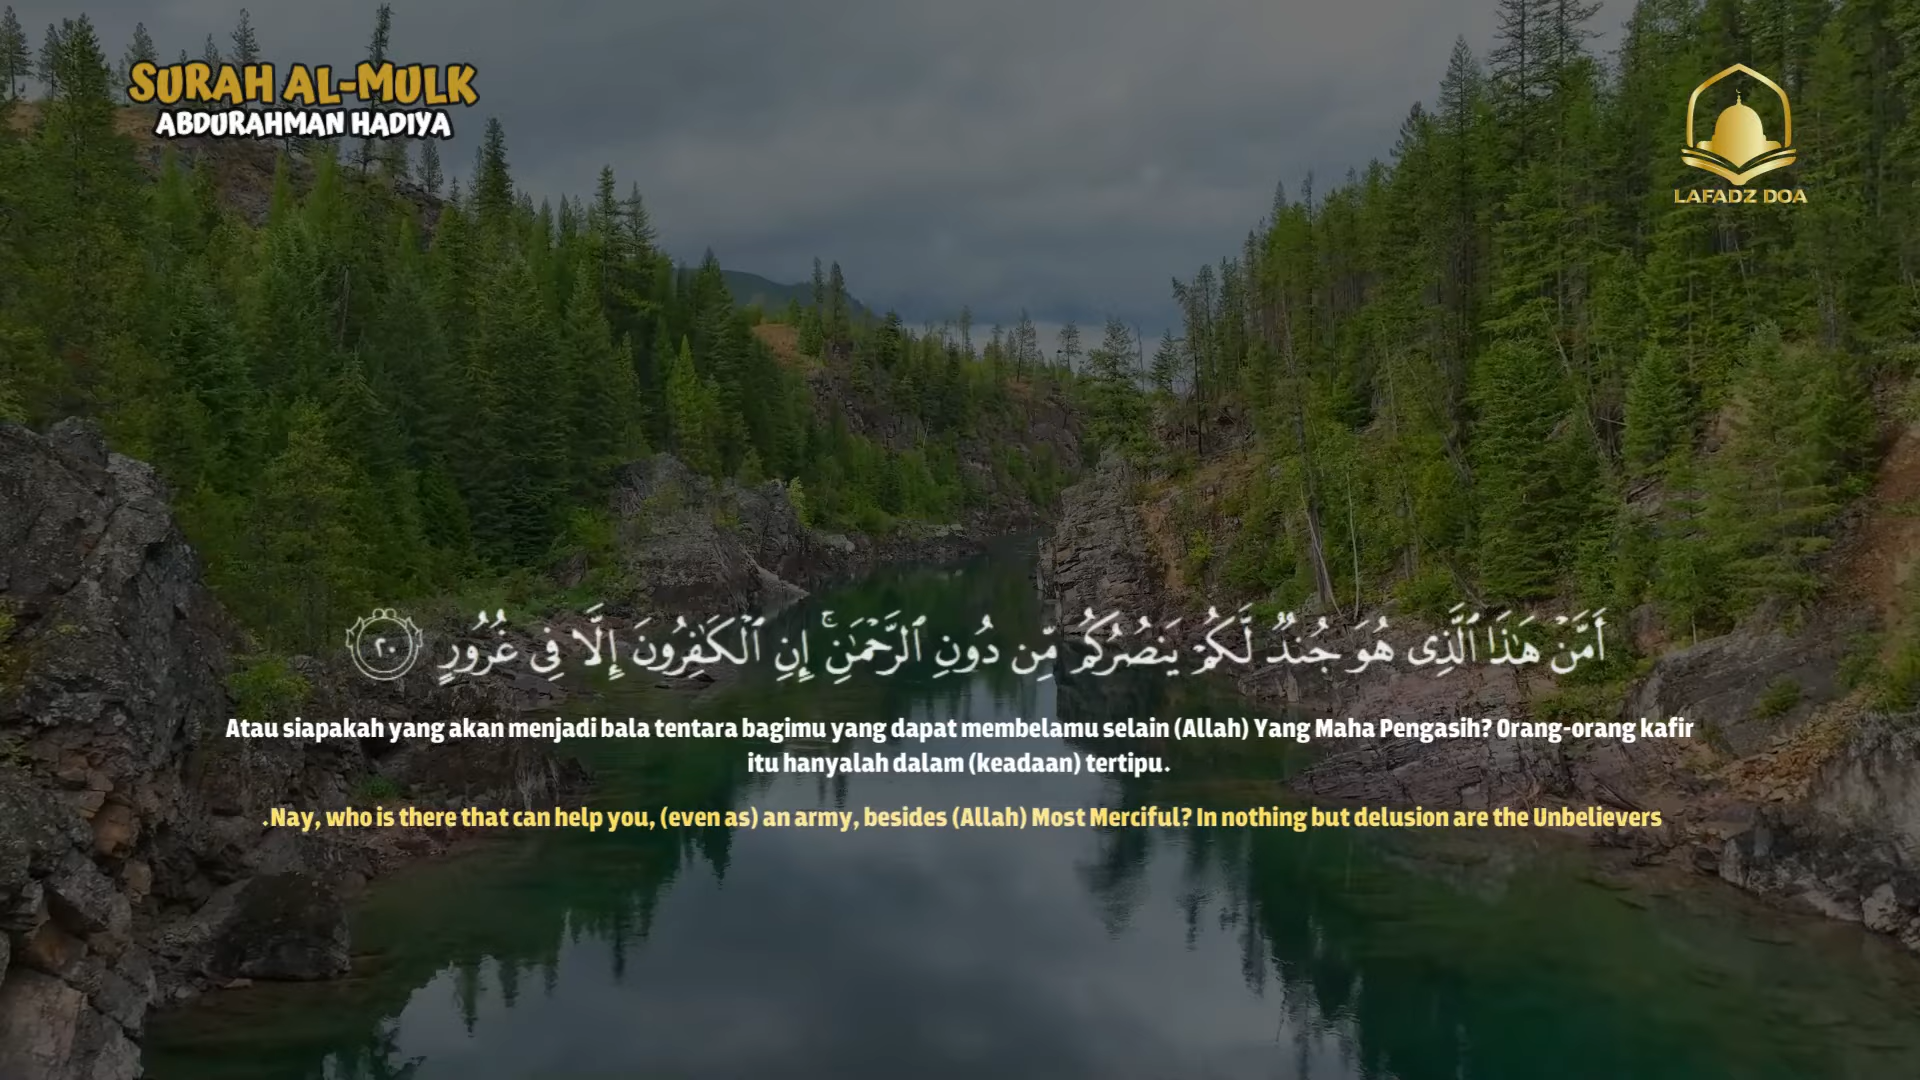 SURAH AL-MULK
ABDURAHMAN HADIYA
LAFADZ DOA
أَمَّنْ هَٰذَا ٱلَّذِى هُوَ جُندٌ لَّكُمْ يَنصُرُكُم مِّن دُونِ ٱلرَّحْمَٰنِ ۚ إِنِ ٱلْكَٰفِرُونَ إِلَّا فِى غُرُورٍ ٢٠
Atau siapakah yang akan menjadi bala tentara bagimu yang dapat membelamu selain (Allah) Yang Maha Pengasih? Orang-orang kafir
itu hanyalah dalam (keadaan) tertipu.
.Nay, who is there that can help you, (even as) an army, besides (Allah) Most Merciful? In nothing but delusion are the Unbelievers